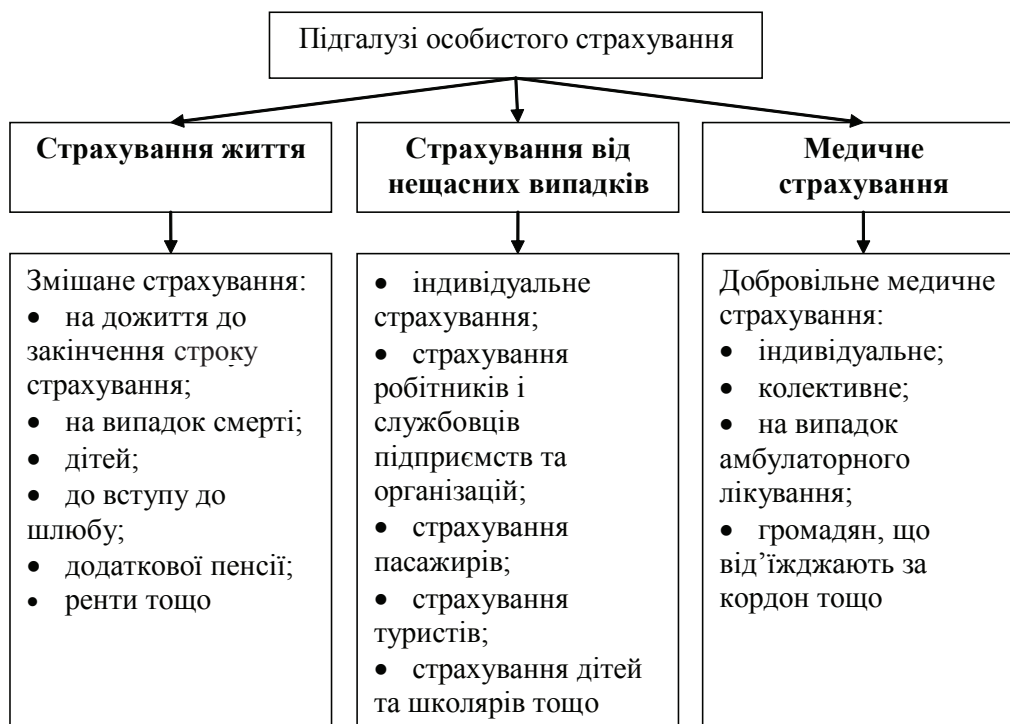 Підгалузі особистого страхування
Страхування життя
Страхування від
нещасних випадків
Медичне
страхування
Змішане страхування:
• на дожиття до
закінчення строку
страхування;
• на випадок смерті;
• дітей;
• до вступу до
шлюбу;
• додаткової пенсії;
• ренти тощо
• індивідуальне
страхування;
• страхування
робітників і
службовців
підприємств та
організацій;
• страхування
пасажирів;
• страхування
туристів;
• страхування дітей
та школярів тощо
Добровільне медичне
страхування:
• індивідуальне;
• колективне;
• на випадок
амбулаторного
лікування;
• громадян, що
від’їжджають за
кордон тощо